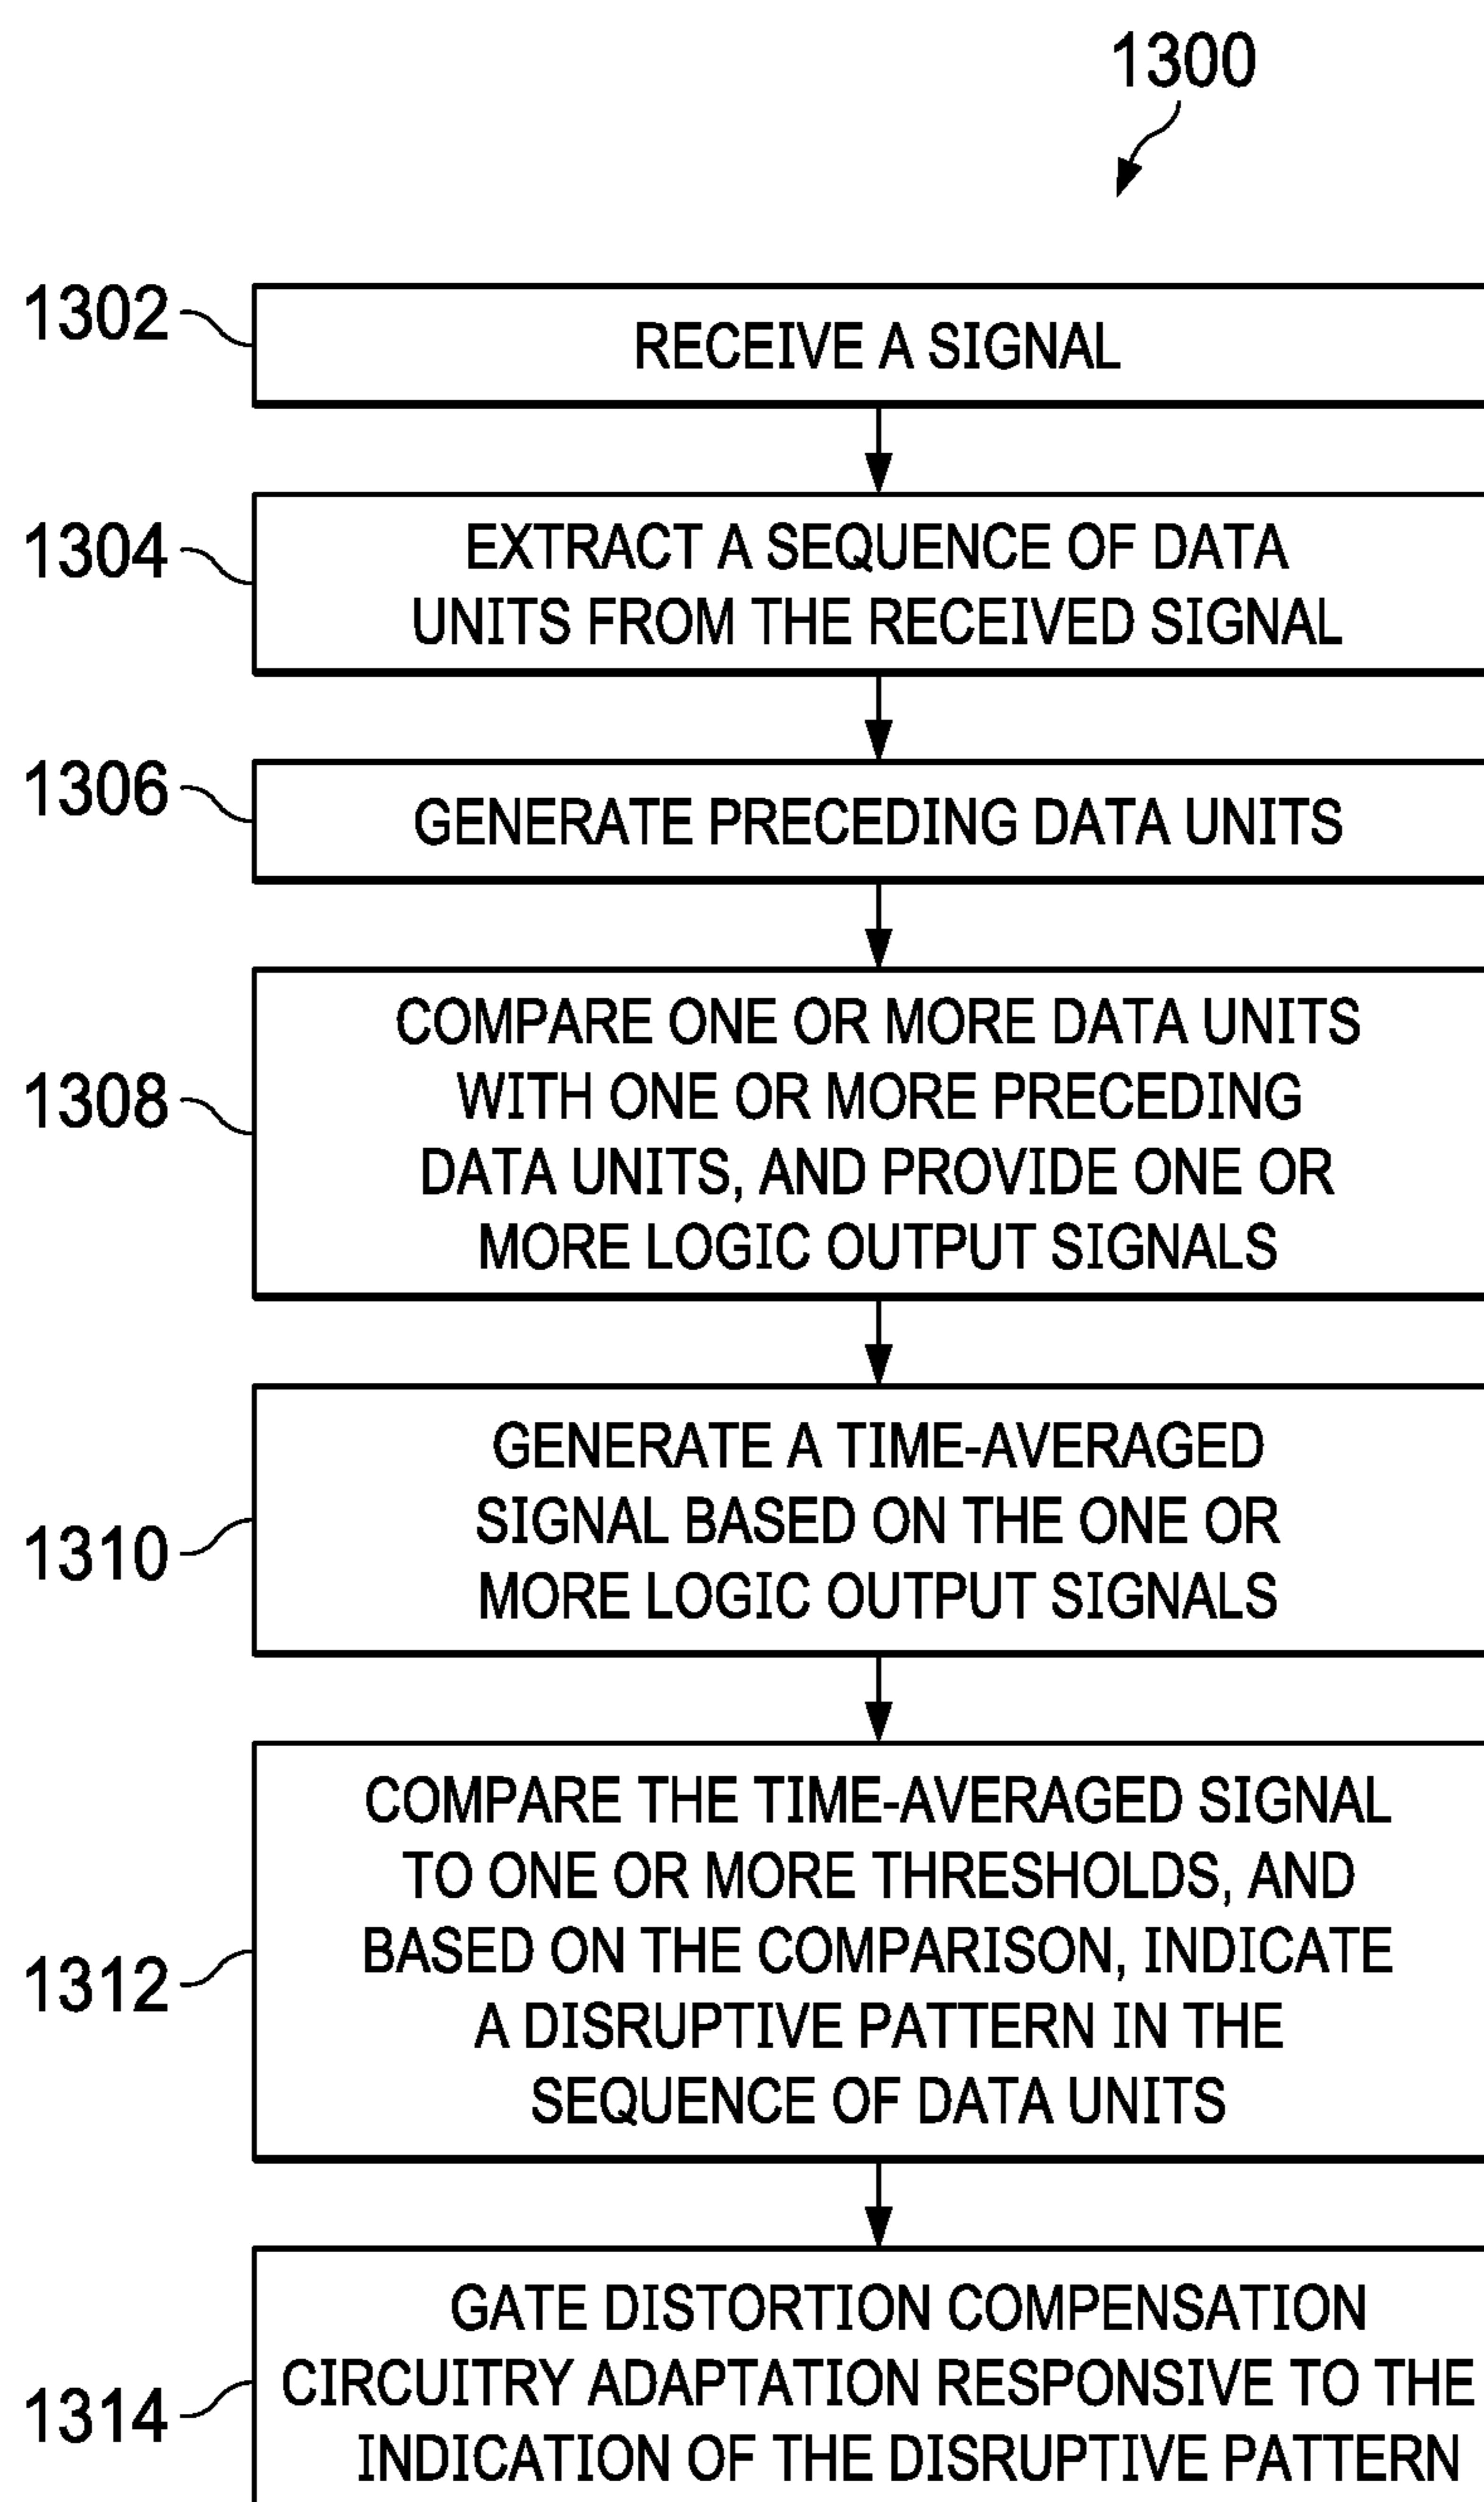 1300
1302
RECEIVE A SIGNAL
1304
EXTRACT A SEQUENCE OF DATA
UNITS FROM THE RECEIVED SIGNAL
1306
GENERATE PRECEDING DATA UNITS
1308
COMPARE ONE OR MORE DATA UNITS
WITH ONE OR MORE PRECEDING
DATA UNITS, AND PROVIDE ONE OR
MORE LOGIC OUTPUT SIGNALS
1310
GENERATE A TIME-AVERAGED
SIGNAL BASED ON THE ONE OR
MORE LOGIC OUTPUT SIGNALS
1312
COMPARE THE TIME-AVERAGED SIGNAL
TO ONE OR MORE THRESHOLDS, AND
BASED ON THE COMPARISON, INDICATE
A DISRUPTIVE PATTERN IN THE
SEQUENCE OF DATA UNITS
1314
GATE DISTORTION COMPENSATION
CIRCUITRY ADAPTATION RESPONSIVE TO THE
INDICATION OF THE DISRUPTIVE PATTERN